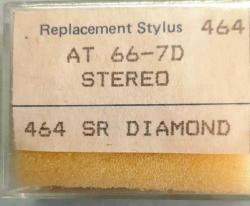 Replacement Stylus 464
AT 66-7D
STEREO
464 SR DIAMOND